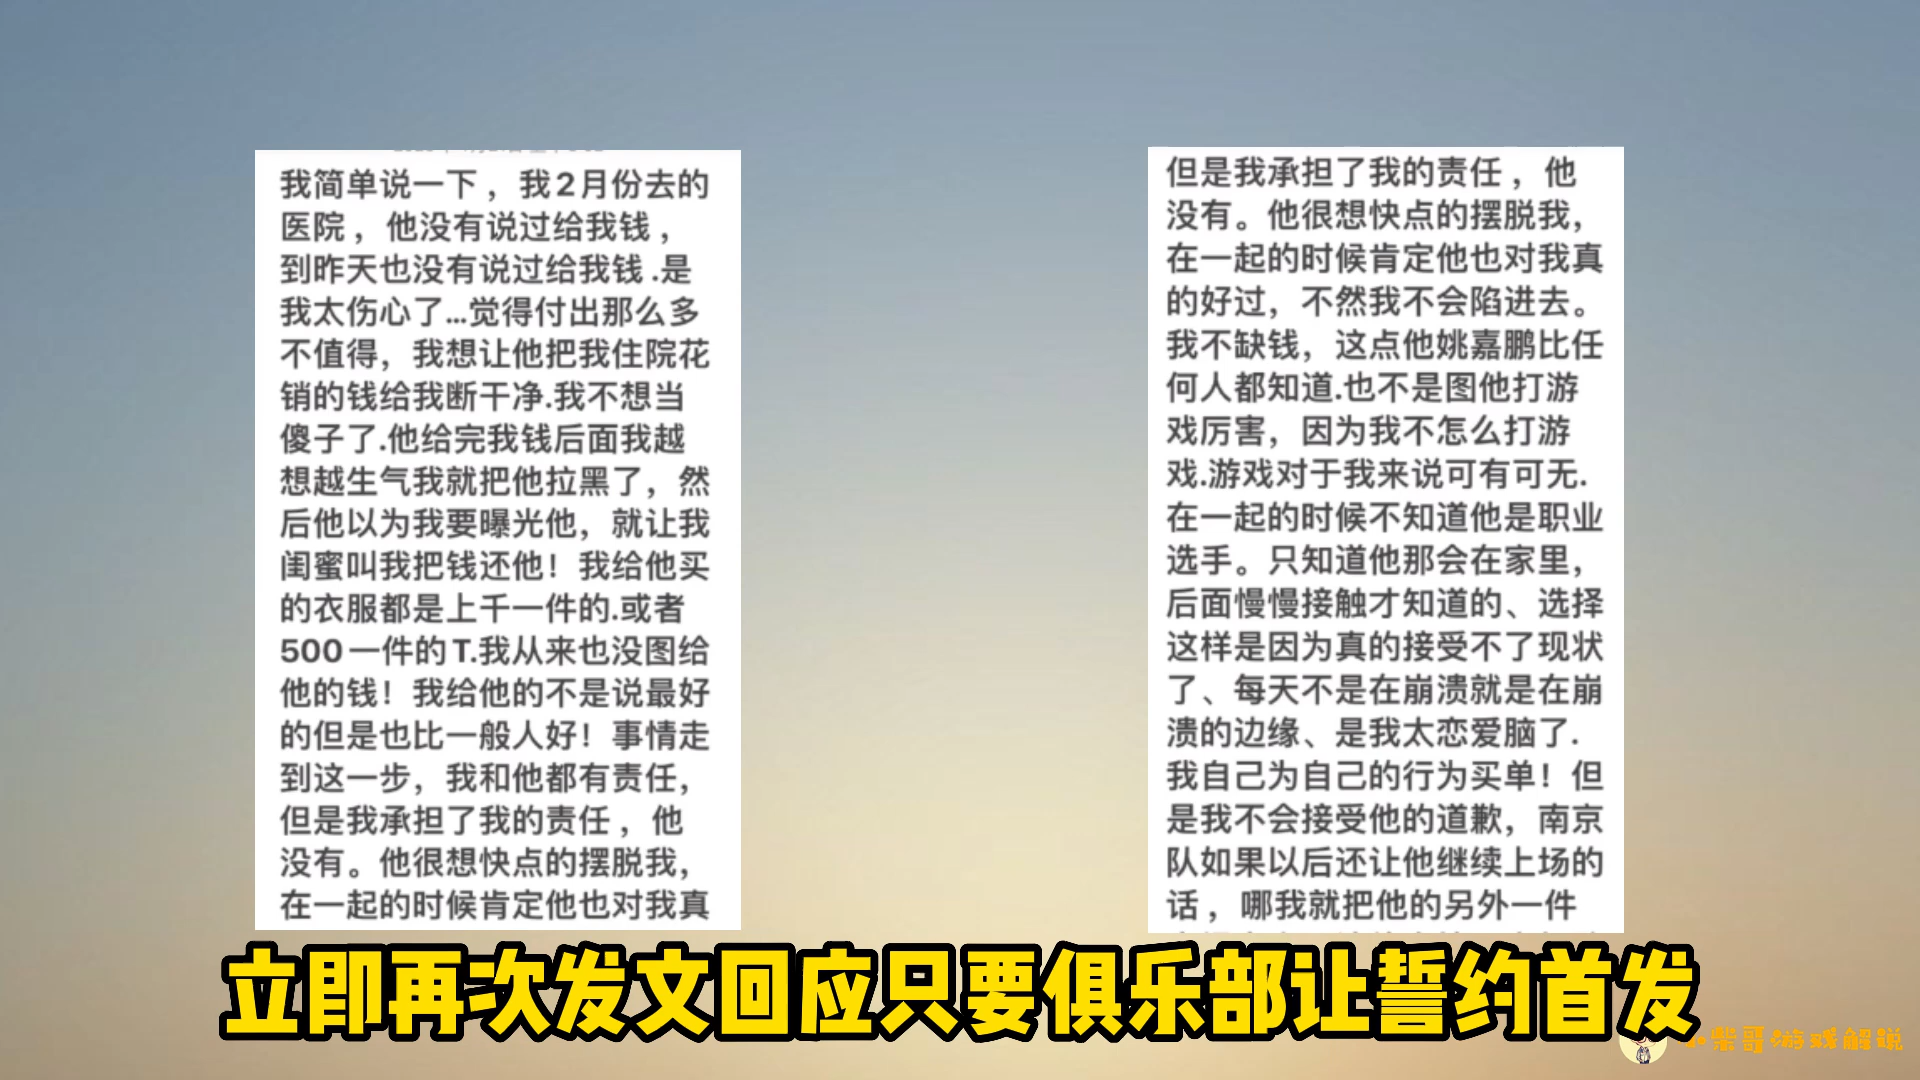 我简单说一下，我2月份去的
医院，他没有说过给我钱，
到昨天也没有说过给我钱.是
我太伤心了...觉得付出那么多
不值得，我想让他把我住院花
销的钱给我断干净.我不想当
傻子了.他给完我钱后面我越
想越生气我就把他拉黑了，然
后他以为我要曝光他，就让我
闺蜜叫我把钱还他！我给他买
的衣服都是上千一件的.或者
500一件的T.我从来也没图给
他的钱！我给他的不是说最好
的但是也比一般人好！事情走
到这一步，我和他都有责任，
但是我承担了我的责任，他
没有。他很想快点的摆脱我，
在一起的时候肯定他也对我真
但是我承担了我的责任，他
没有。他很想快点的摆脱我，
在一起的时候肯定他也对我真
的好过，不然我不会陷进去。
我不缺钱，这点他姚嘉鹏比任
何人都知道.也不是图他打游
戏厉害，因为我不怎么打游
戏.游戏对于我来说可有可无.
在一起的时候不知道他是职业
选手。只知道他那会在家里，
后面慢慢接触才知道的、选择
这样是因为真的接受不了现状
了、每天不是在崩溃就是在崩
溃的边缘、是我太恋爱脑了.
我自己为自己的行为买单！但
是我不会接受他的道歉，南京
队如果以后还让他继续上场的
话，哪我就把他的另外一件
立即再次发文回应只要俱乐部让誓约首发
柴哥游戏解说